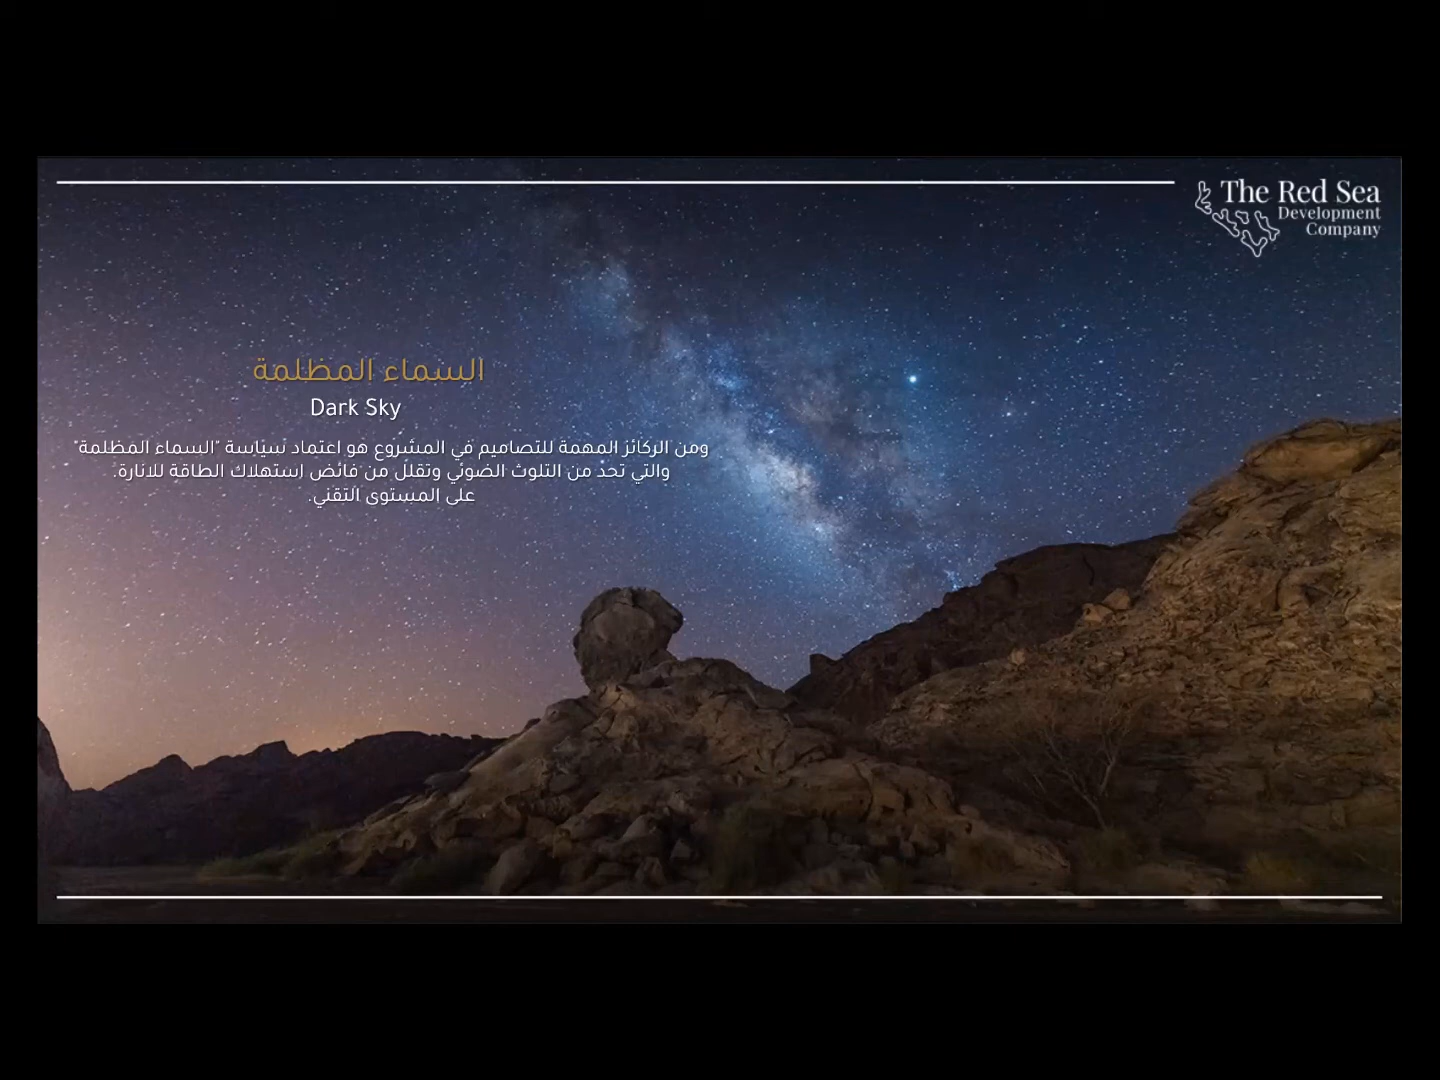 The Red Sea
Development
Company
السماء المظلمة
Dark Sky
ومن الركائز المهمة للتصاميم في المشروع هو اعتماد سياسة "السماء المظلمة"
والتي تحد من التلوث الضوئي وتقلل من فائض استهلاك الطاقة للانارة.
على المستوى التقني.